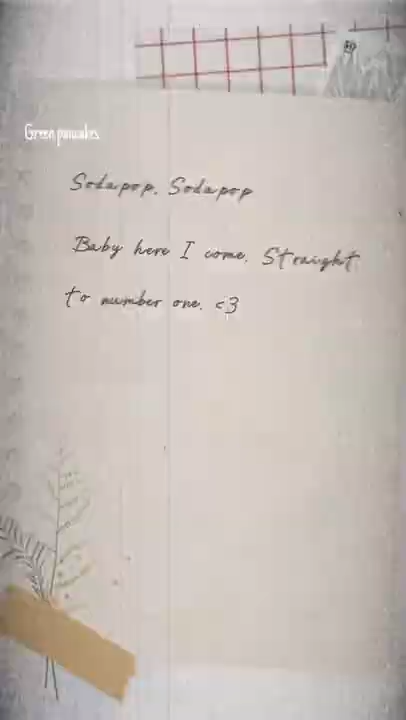 Green pancakes
Sodapop, Sodapop
Baby here I come, Straight
to number one. <3